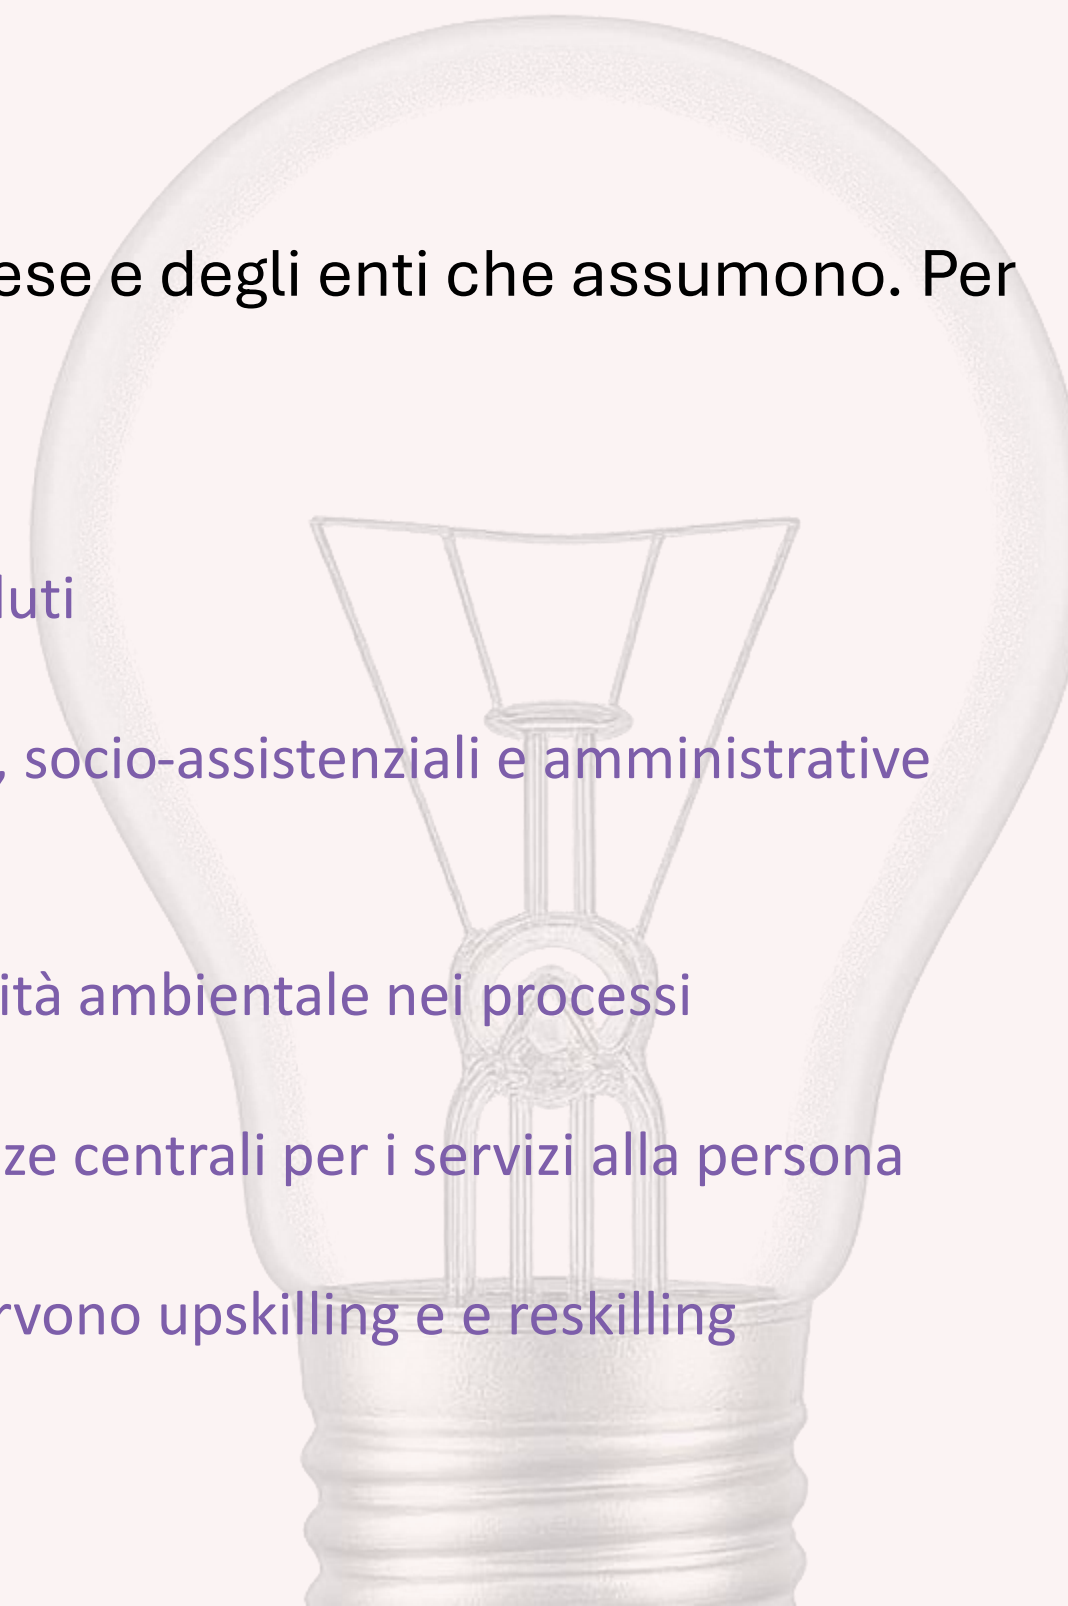 ese e degli enti che assumono. Per
luti
, socio-assistenziali e amministrative
ità ambientale nei processi
ze centrali per i servizi alla persona
rvono upskilling e e reskilling